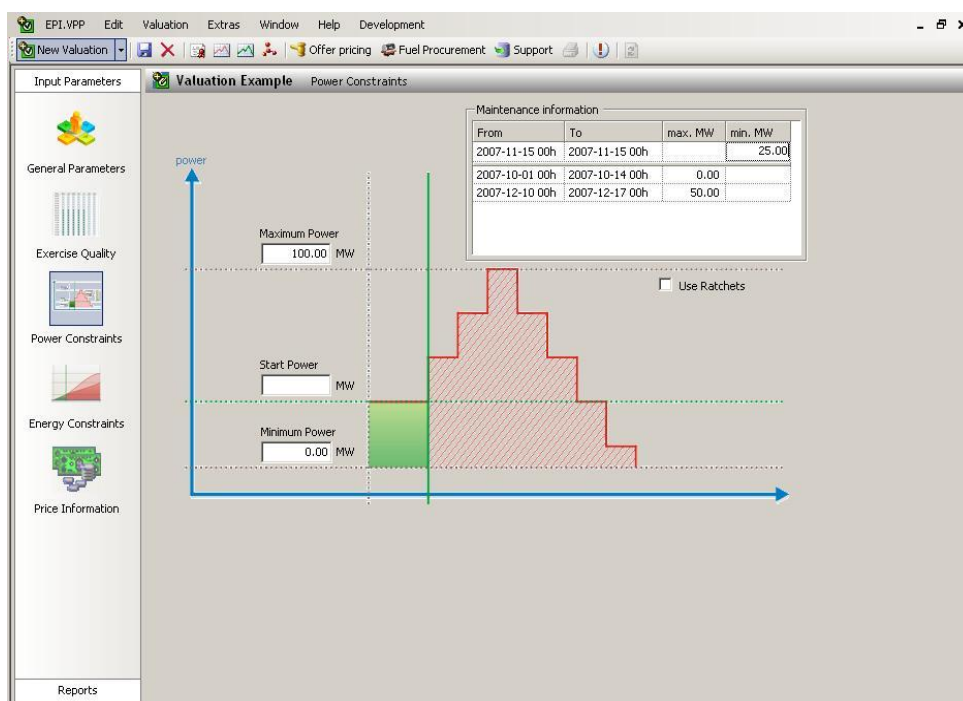 EPI.VPP Edit Valuation Extras Window Help Development
New Valuation Offer pricing Fuel Procurement Support
Input Parameters
Valuation Example Power Constraints
General Parameters
Exercise Quality
Power Constraints
Energy Constraints
Price Information
Reports
Maintenance information
From To max. MW min. MW
2007-11-15 00h 2007-11-15 00h 25.00
2007-10-01 00h 2007-10-14 00h 0.00
2007-12-10 00h 2007-12-17 00h 50.00
power
Maximum Power
100.00 MW
Use Ratchets
Start Power
MW
Minimum Power
0.00 MW